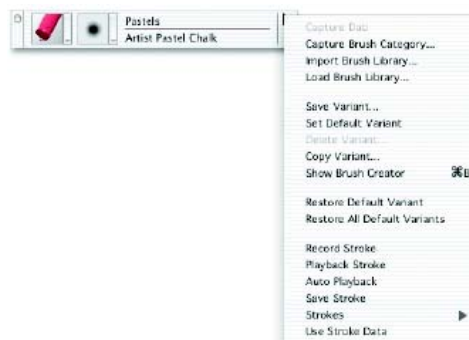 Pastels
Artist Pastel Chalk
Capture Dab
Capture Brush Category...
Import Brush Library...
Load Brush Library...
Save Variant...
Set Default Variant
Delete Variant...
Copy Variant...
Show Brush Creator ⌘B
Restore Default Variant
Restore All Default Variants
Record Stroke
Playback Stroke
Auto Playback
Save Stroke
Strokes
Use Stroke Data